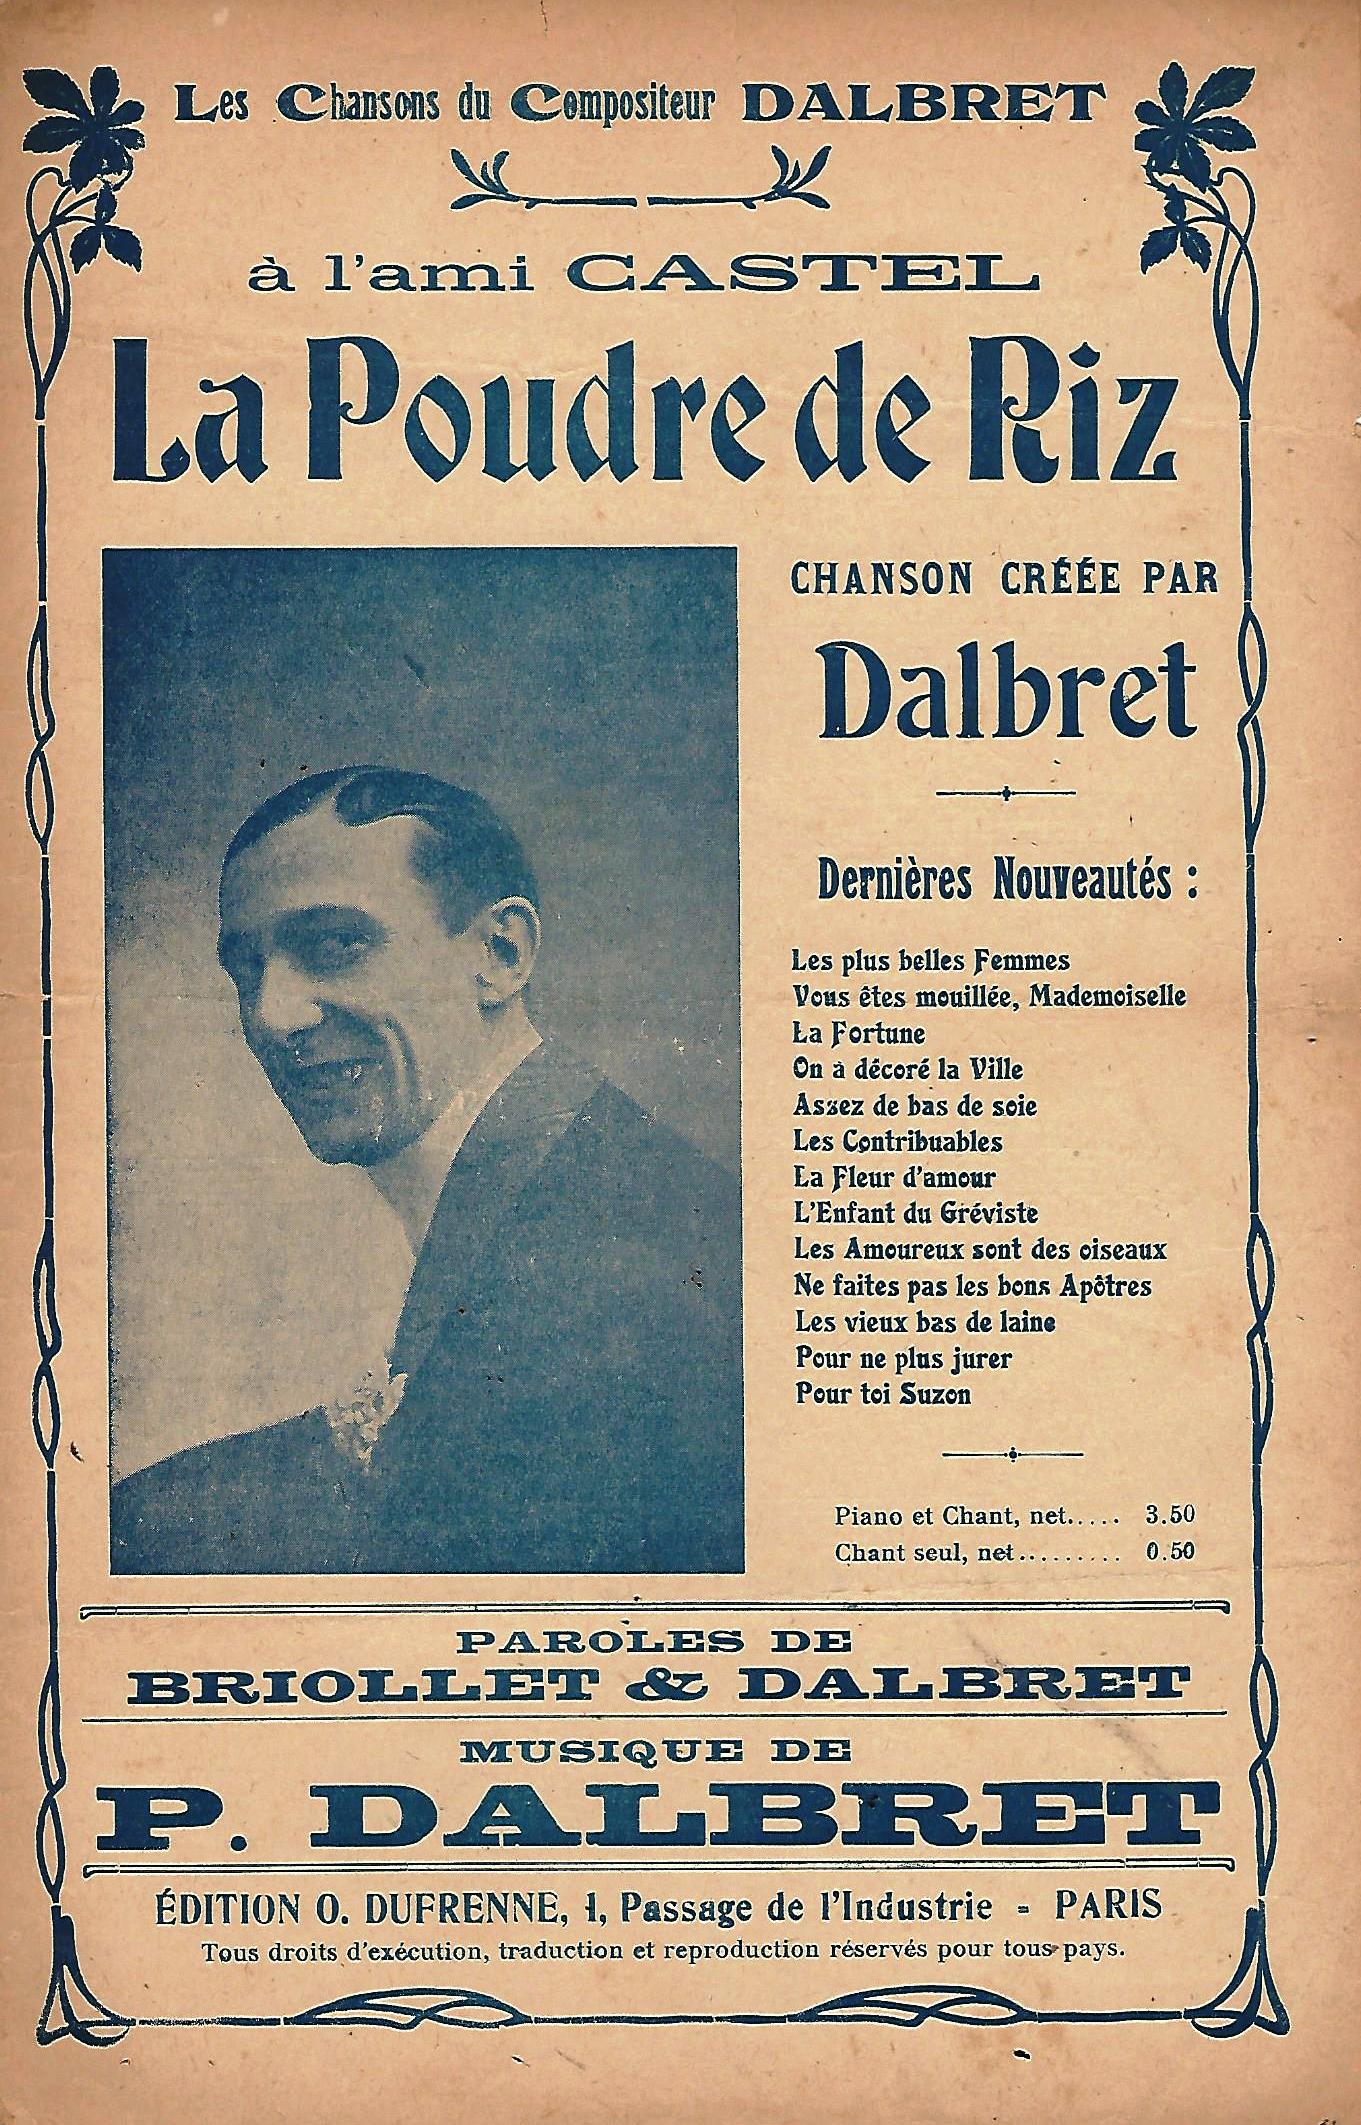 Les Chansons du Compositeur DALBRET
à l'ami CASTEL
La Poudre de Riz
CHANSON CRÉÉE PAR
Dalbret
Dernières Nouveautés :
Les plus belles Femmes
Vous êtes mouillée, Mademoiselle
La Fortune
On à décoré la Ville
Assez de bas de soie
Les Contribuables
La Fleur d'amour
L'Enfant du Gréviste
Les Amoureux sont des oiseaux
Ne faites pas les bons Apôtres
Les vieux bas de laine
Pour ne plus jurer
Pour toi Suzon
Piano et Chant, net..... 3.50
Chant seul, net......... 0.50
PAROLES DE
BRIOLLET & DALBRET
MUSIQUE DE
P. DALBRET
ÉDITION O. DUFRENNE, 1, Passage de l'Industrie - PARIS
Tous droits d'exécution, traduction et reproduction réservés pour tous pays.